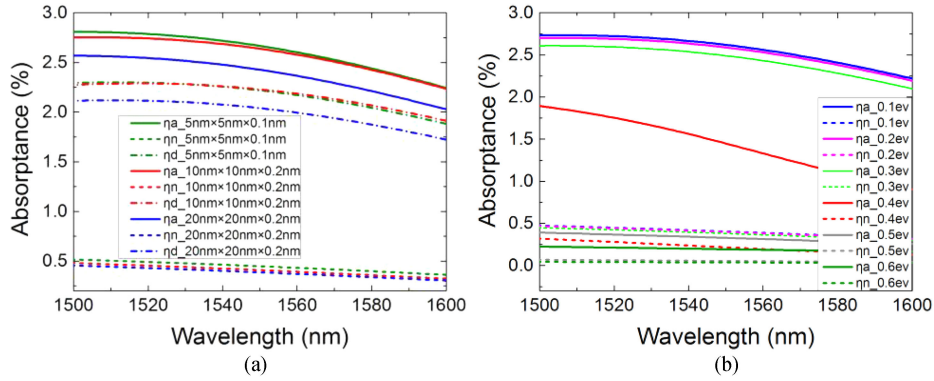 3.0
2.5
2.0
1.5
1.0
0.5
Absorptance (%)
ηa_5nm×5nm×0.1nm
ηn_5nm×5nm×0.1nm
ηd_5nm×5nm×0.1nm
ηa_10nm×10nm×0.2nm
ηn_10nm×10nm×0.2nm
ηd_10nm×10nm×0.2nm
ηa_20nm×20nm×0.2nm
ηn_20nm×20nm×0.2nm
ηd_20nm×20nm×0.2nm
1500 1520 1540 1560 1580 1600
Wavelength (nm)
(a)
3.0
2.5
2.0
1.5
1.0
0.5
0.0
Absorptance (%)
ηa_0.1ev
ηn_0.1ev
ηa_0.2ev
ηn_0.2ev
ηa_0.3ev
ηn_0.3ev
ηa_0.4ev
ηn_0.4ev
ηa_0.5ev
ηn_0.5ev
ηa_0.6ev
ηn_0.6ev
1500 1520 1540 1560 1580 1600
Wavelength (nm)
(b)